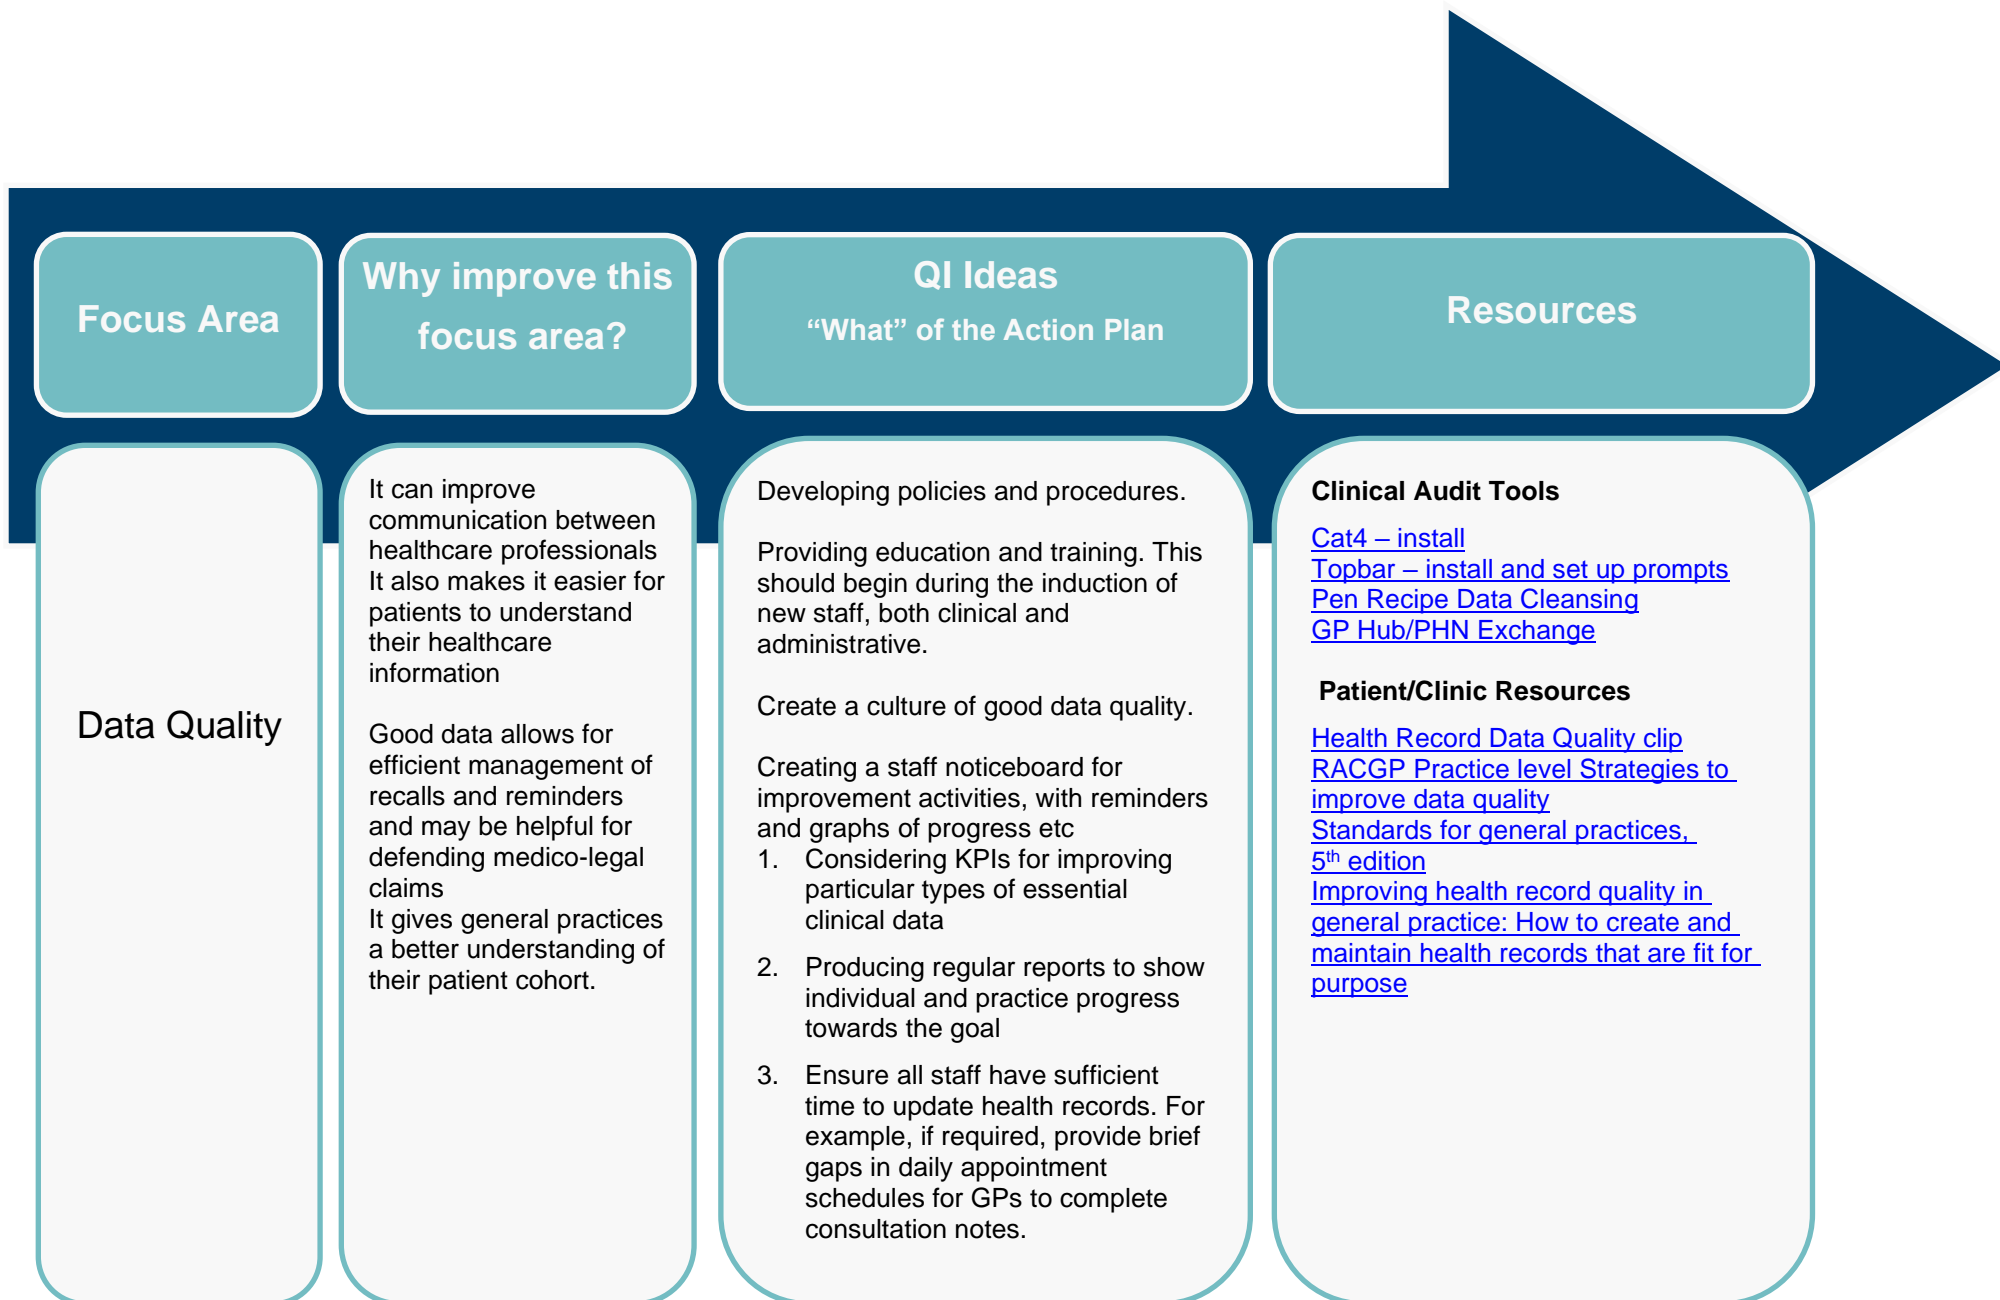 Focus Area
Why improve this
focus area?
QI Ideas
“What” of the Action Plan
Resources
Data Quality
It can improve
communication between
healthcare professionals
It also makes it easier for
patients to understand
their healthcare
information
Good data allows for
efficient management of
recalls and reminders
and may be helpful for
defending medico-legal
claims
It gives general practices
a better understanding of
their patient cohort.
Developing policies and procedures.
Providing education and training. This
should begin during the induction of
new staff, both clinical and
administrative.
Create a culture of good data quality.
Creating a staff noticeboard for
improvement activities, with reminders
and graphs of progress etc
1. Considering KPIs for improving
particular types of essential
clinical data
2. Producing regular reports to show
individual and practice progress
towards the goal
3. Ensure all staff have sufficient
time to update health records. For
example, if required, provide brief
gaps in daily appointment
schedules for GPs to complete
consultation notes.
Clinical Audit Tools
Cat4 – install
Topbar – install and set up prompts
Pen Recipe Data Cleansing
GP Hub/PHN Exchange
Patient/Clinic Resources
Health Record Data Quality clip
RACGP Practice level Strategies to
improve data quality
Standards for general practices,
5th edition
Improving health record quality in
general practice: How to create and
maintain health records that are fit for
purpose